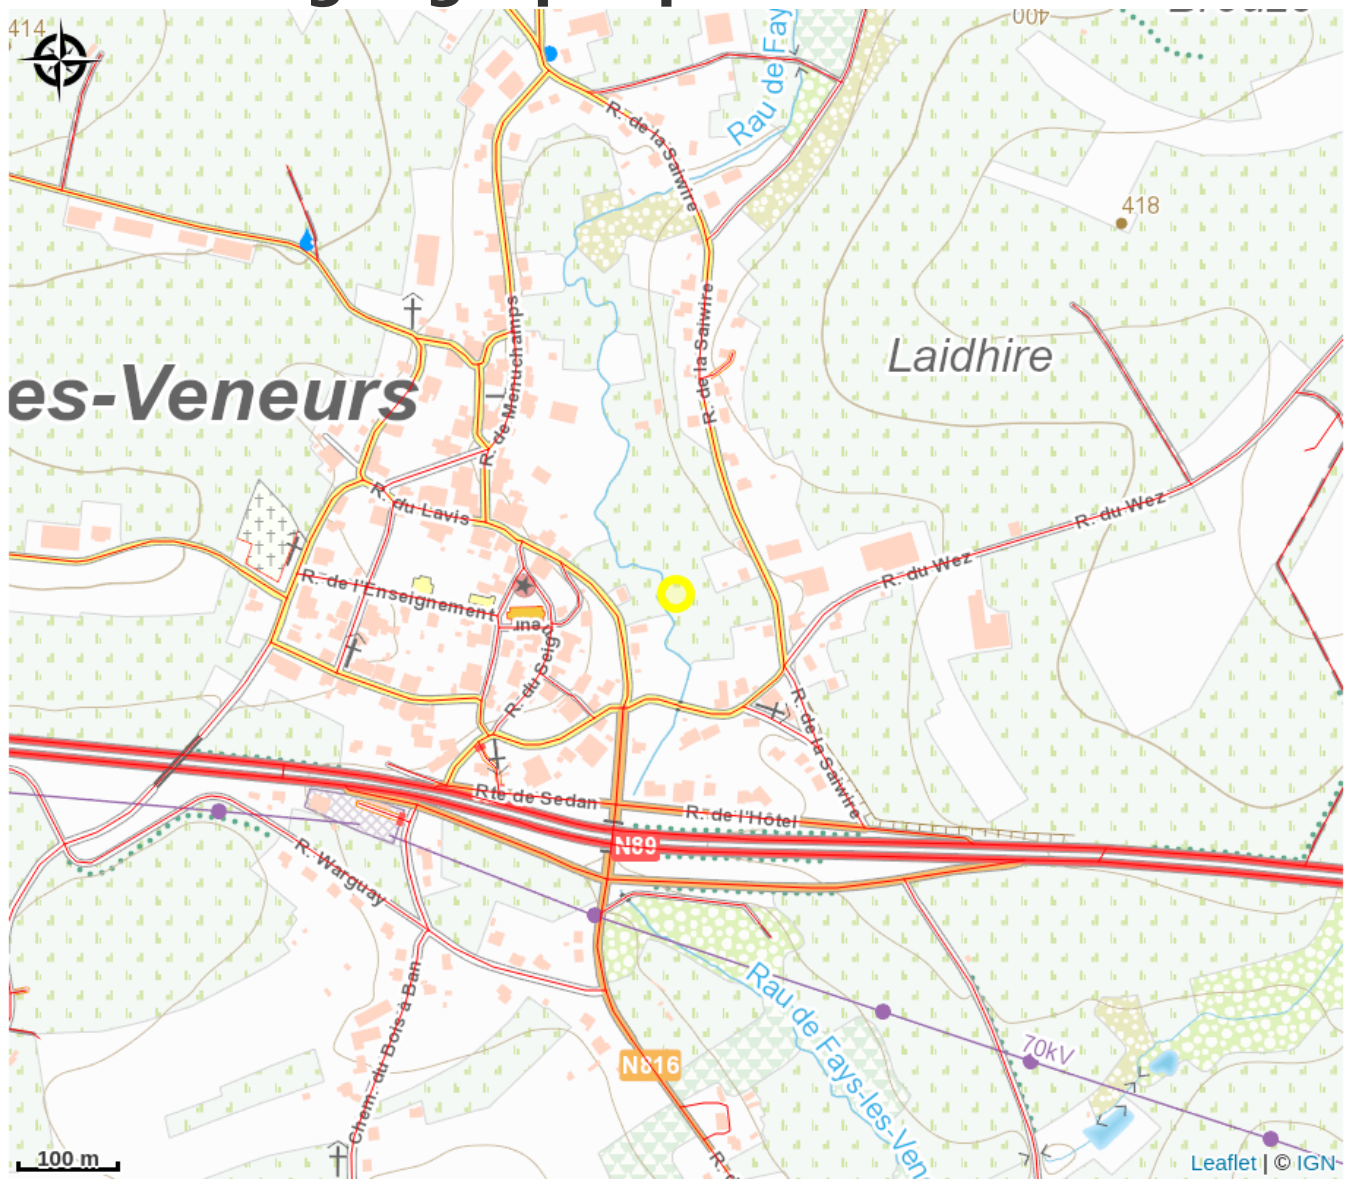 414
400
Rau de Fay
R. de la Saiwire
418
R. de Menuchamps
R. de la Saiwire
Laidhire
es-Veneurs
R. du Lavis
R. du Wez
R. du Wez
R. de l'Enseignement
R. du Seig
eur
R. de la Saiwire
Rte de Sedan
R. de l'Hôtel
N89
R. Warguay
Rau de Fays-les-Ven
Chem. du Bois à Ban
70kV
N816
R. d
100 m
Leaflet | © IGN